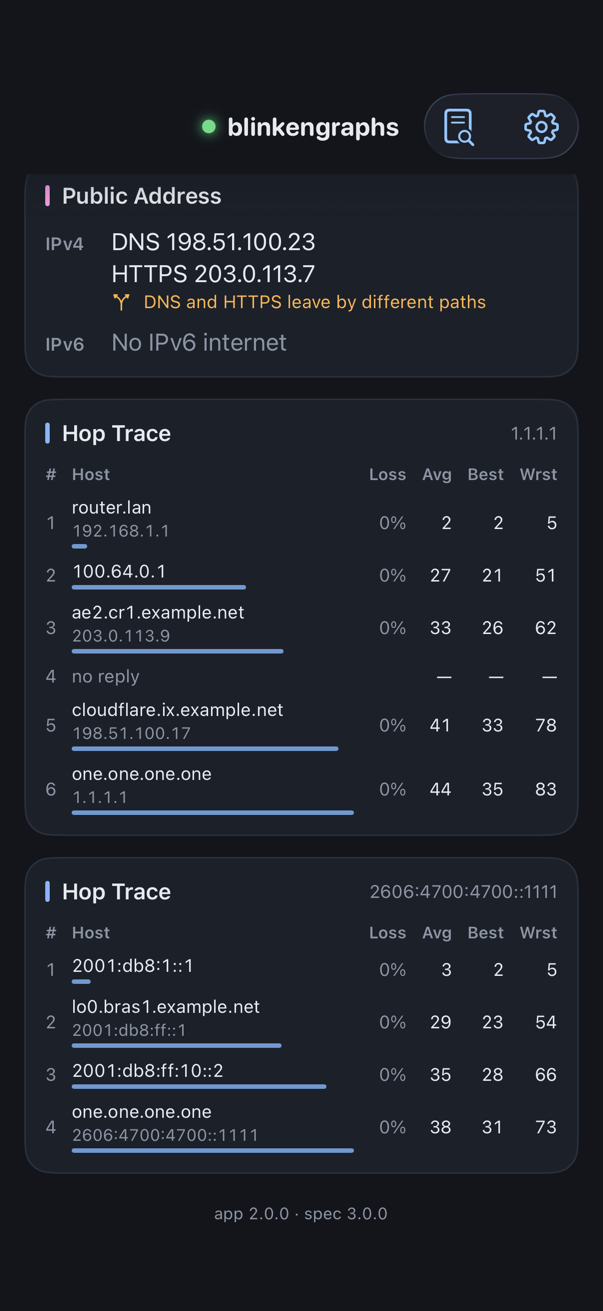 blinkengraphs
Public Address
IPv4 DNS 198.51.100.23
HTTPS 203.0.113.7
DNS and HTTPS leave by different paths
IPv6 No IPv6 internet
Hop Trace 1.1.1.1
# Host Loss Avg Best Wrst
1 router.lan 0% 2 2 5
192.168.1.1
2 100.64.0.1 0% 27 21 51
3 ae2.cr1.example.net 0% 33 26 62
203.0.113.9
4 no reply — — —
5 cloudflare.ix.example.net 0% 41 33 78
198.51.100.17
6 one.one.one.one 0% 44 35 83
1.1.1.1
Hop Trace 2606:4700:4700::1111
# Host Loss Avg Best Wrst
1 2001:db8:1::1 0% 3 2 5
2 lo0.bras1.example.net 0% 29 23 54
2001:db8:ff::1
3 2001:db8:ff:10::2 0% 35 28 66
4 one.one.one.one 0% 38 31 73
2606:4700:4700::1111
app 2.0.0 · spec 3.0.0